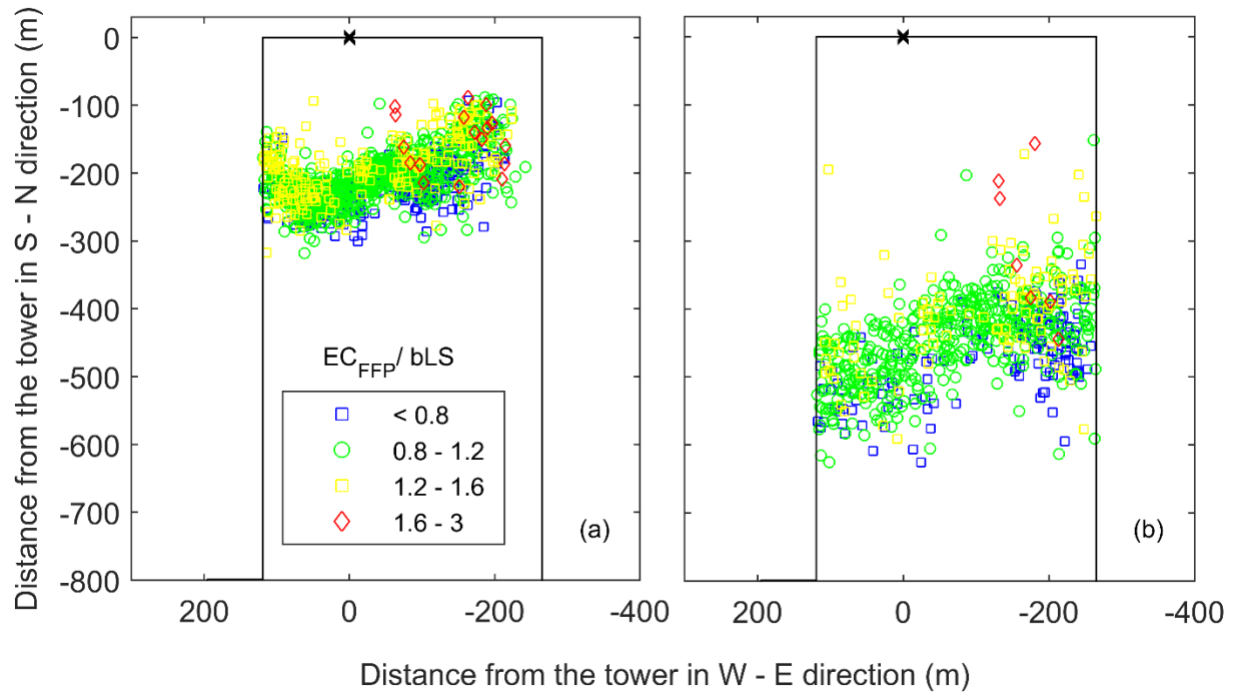 Distance from the tower in S - N direction (m)
0
-100
-200
-300
-400
-500
-600
-700
-800
EC_FFP/ bLS
< 0.8
0.8 - 1.2
1.2 - 1.6
1.6 - 3
(a)
(b)
200 0 -200 -400
200 0 -200 -400
Distance from the tower in W - E direction (m)